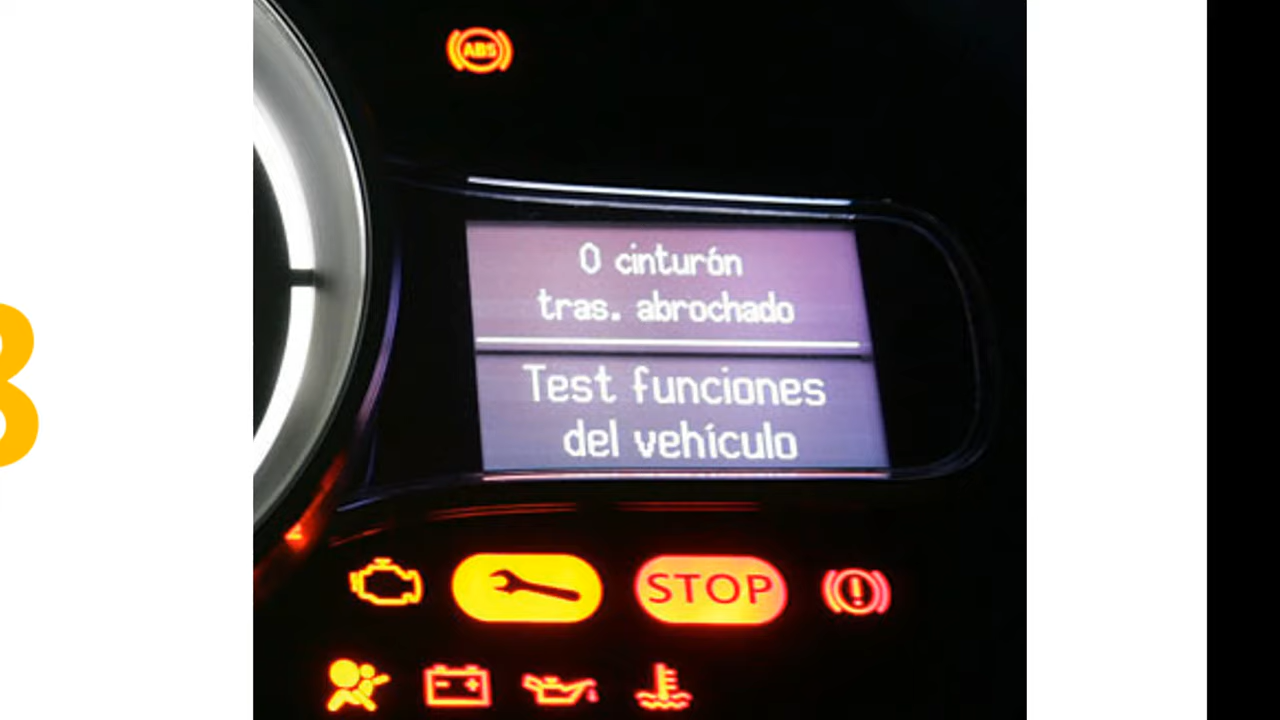 ABS
0 cinturón
tras. abrochado
Test funciones
del vehículo
STOP